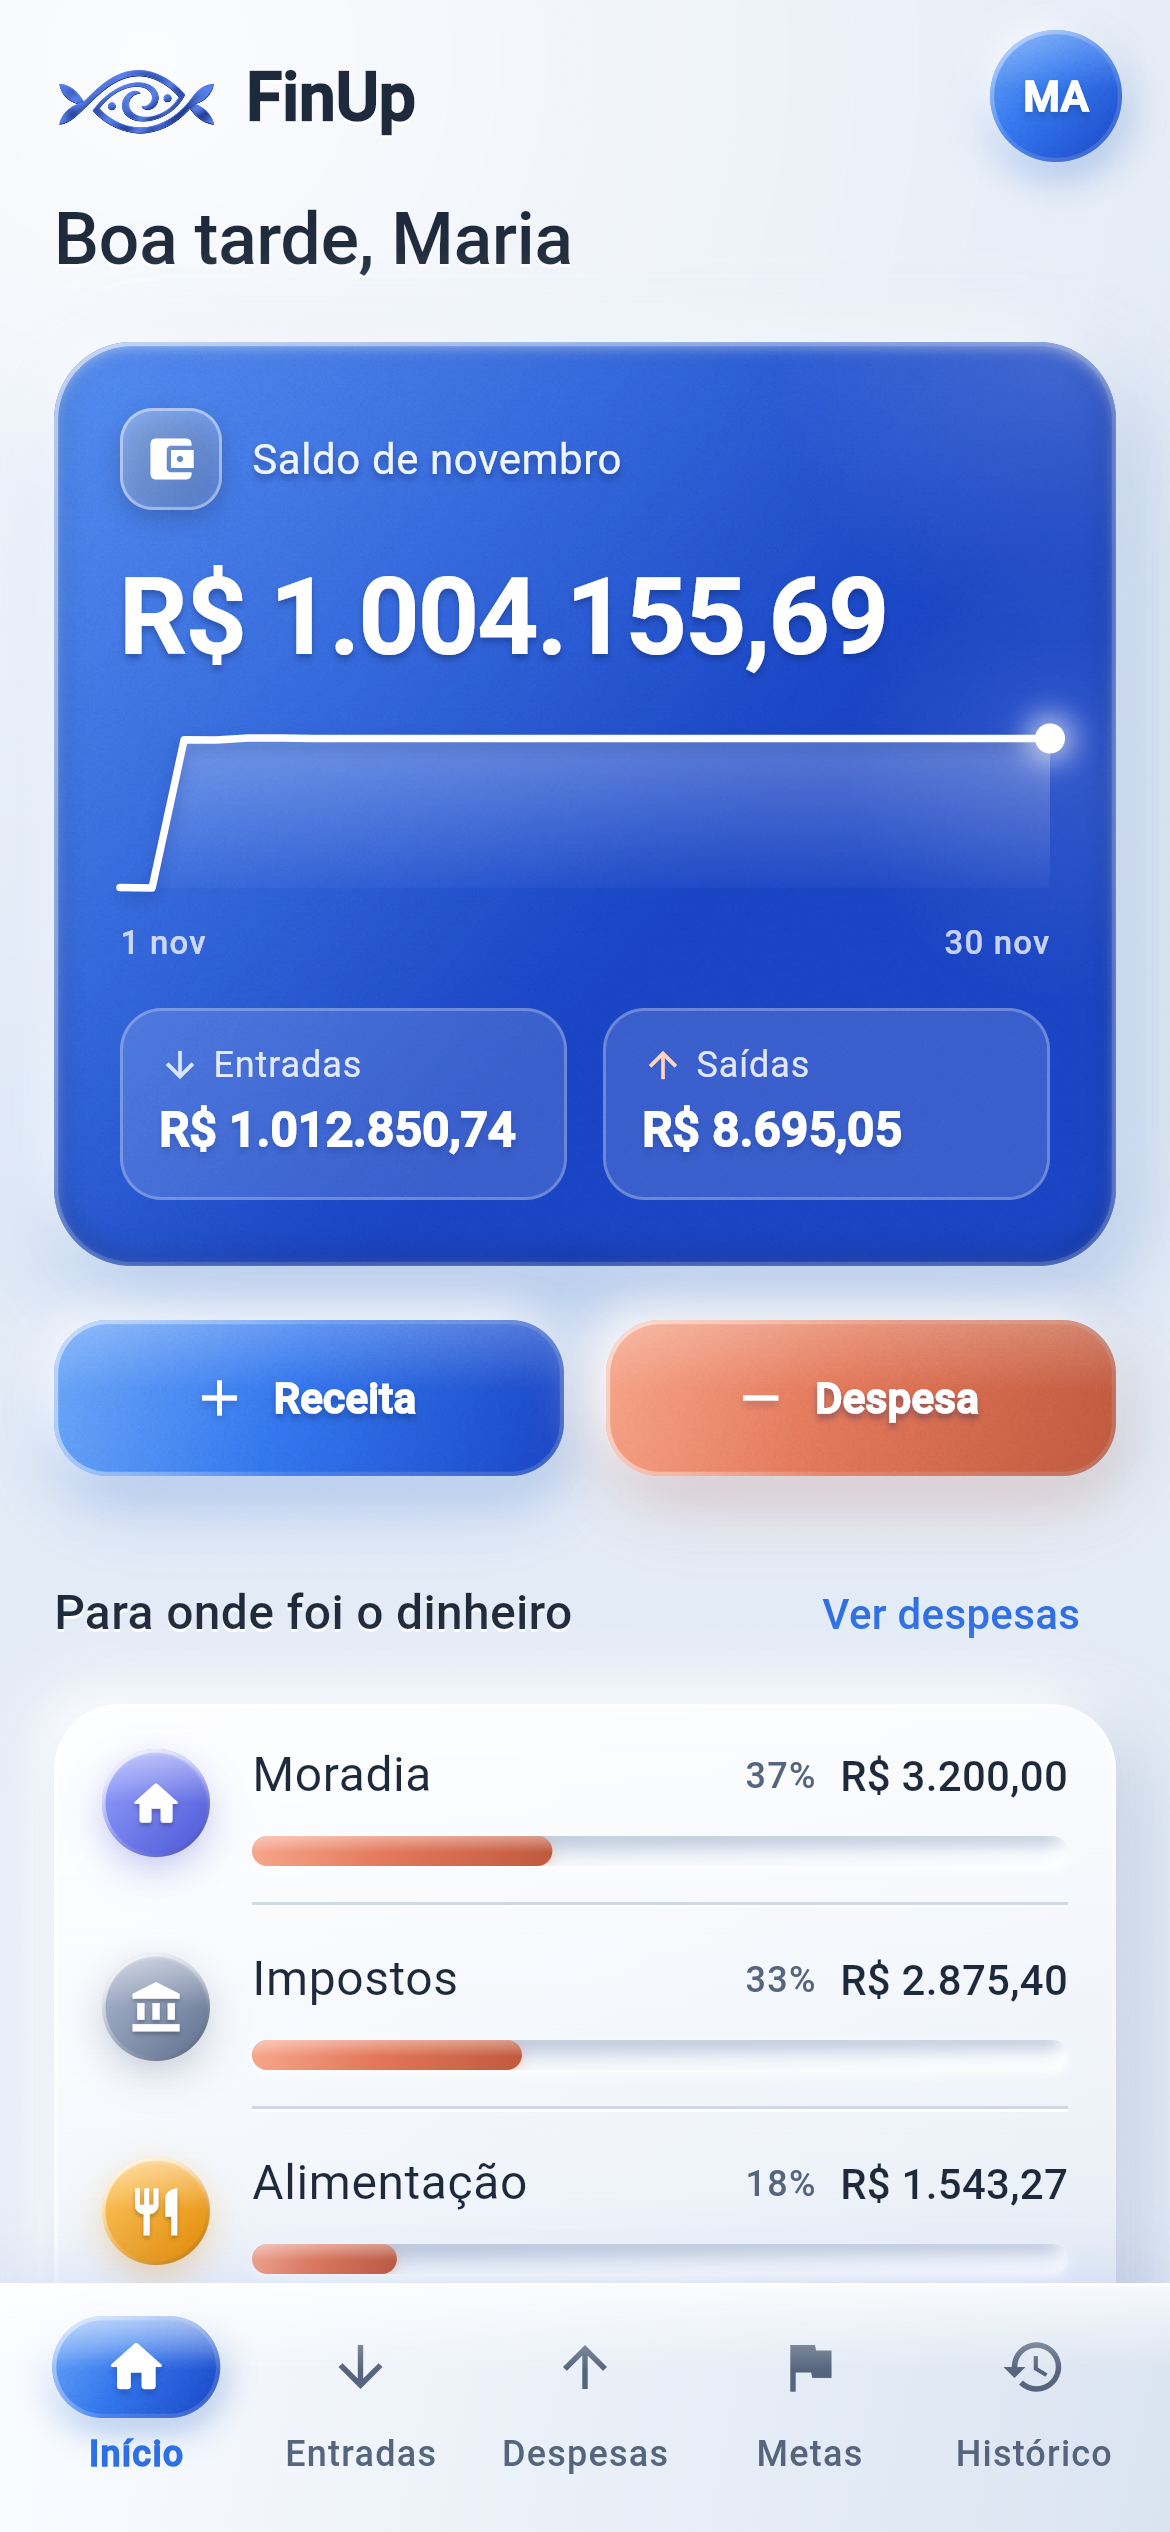 FinUp
MA
Boa tarde, Maria
Saldo de novembro
R$ 1.004.155,69
1 nov
30 nov
Entradas
R$ 1.012.850,74
Saídas
R$ 8.695,05
Receita
Despesa
Para onde foi o dinheiro
Ver despesas
Moradia 37% R$ 3.200,00
Impostos 33% R$ 2.875,40
Alimentação 18% R$ 1.543,27
Início
Entradas
Despesas
Metas
Histórico